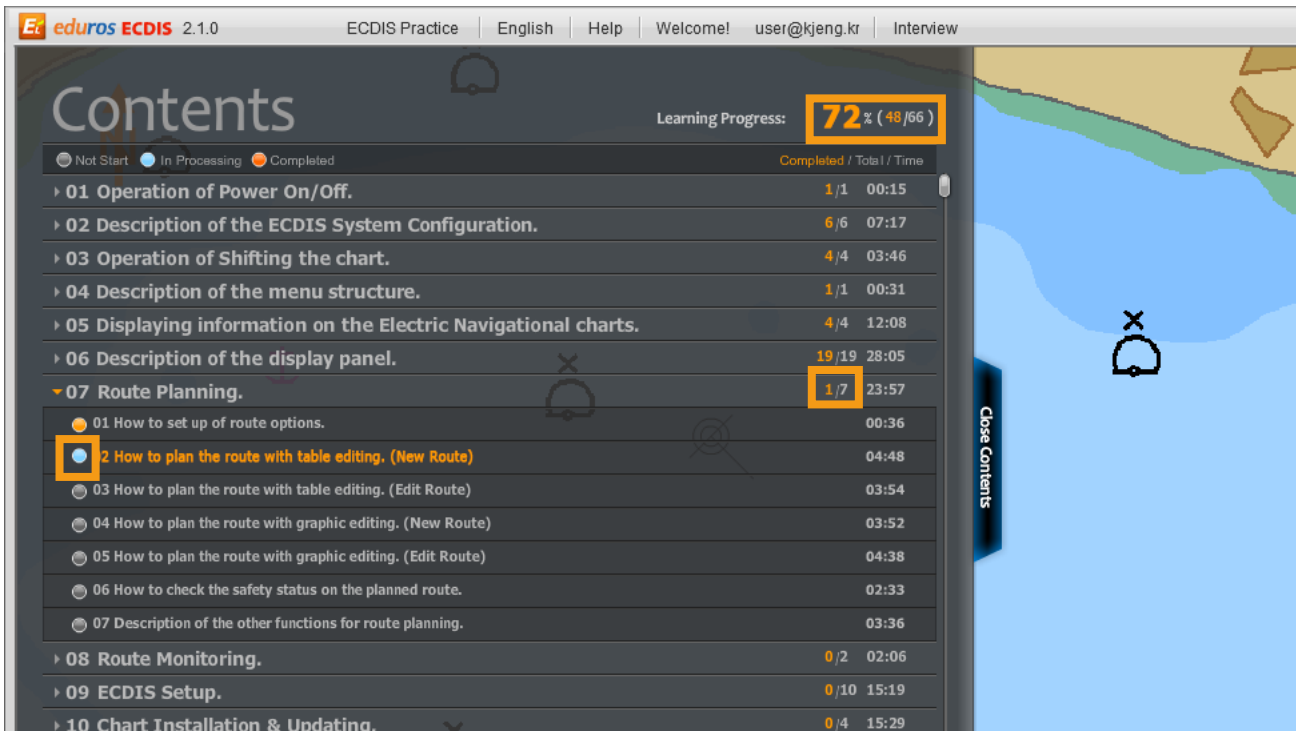 Ei eduros ECDIS 2.1.0 ECDIS Practice English Help Welcome! user@kjeng.kr Interview
Contents
Learning Progress: 72 % ( 48 /66 )
Not Start In Processing Completed Completed / Total / Time
01 Operation of Power On/Off. 1 /1 00:15
02 Description of the ECDIS System Configuration. 6 /6 07:17
03 Operation of Shifting the chart. 4 /4 03:46
04 Description of the menu structure. 1 /1 00:31
05 Displaying information on the Electric Navigational charts. 4 /4 12:08
06 Description of the display panel. 19 /19 28:05
07 Route Planning. 1 /7 23:57
01 How to set up of route options. 00:36
02 How to plan the route with table editing. (New Route) 04:48
03 How to plan the route with table editing. (Edit Route) 03:54
04 How to plan the route with graphic editing. (New Route) 03:52
05 How to plan the route with graphic editing. (Edit Route) 04:38
06 How to check the safety status on the planned route. 02:33
07 Description of the other functions for route planning. 03:36
08 Route Monitoring. 0 /2 02:06
09 ECDIS Setup. 0 /10 15:19
10 Chart Installation & Updating. 0 /4 15:29
Close Contents